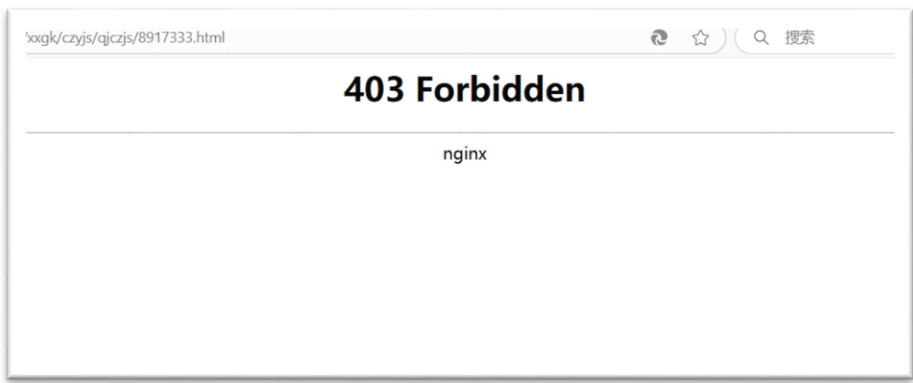 /xxgk/czyjs/qjczjs/8917333.html
搜索
403 Forbidden
nginx